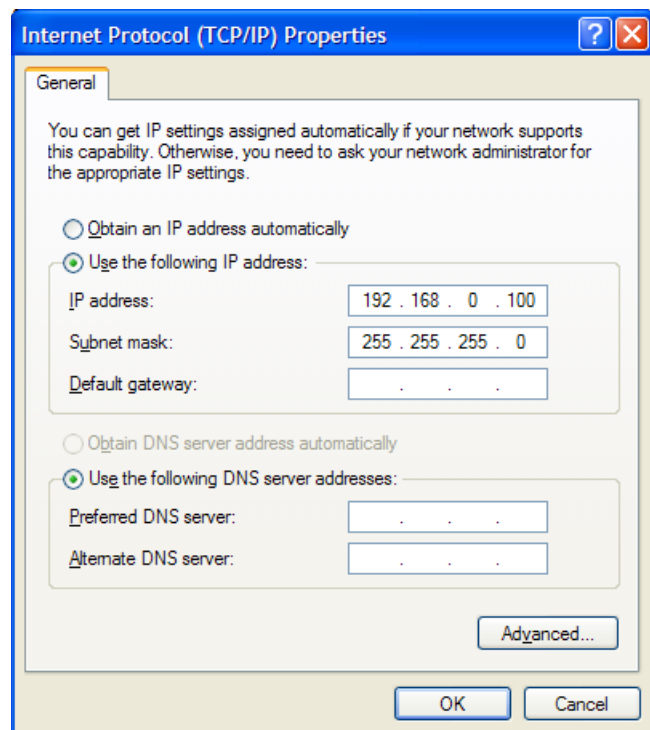 Internet Protocol (TCP/IP) Properties
General
You can get IP settings assigned automatically if your network supports
this capability. Otherwise, you need to ask your network administrator for
the appropriate IP settings.
Obtain an IP address automatically
Use the following IP address:
IP address: 192 . 168 . 0 . 100
Subnet mask: 255 . 255 . 255 . 0
Default gateway: . . .
Obtain DNS server address automatically
Use the following DNS server addresses:
Preferred DNS server: . . .
Alternate DNS server: . . .
Advanced...
OK Cancel